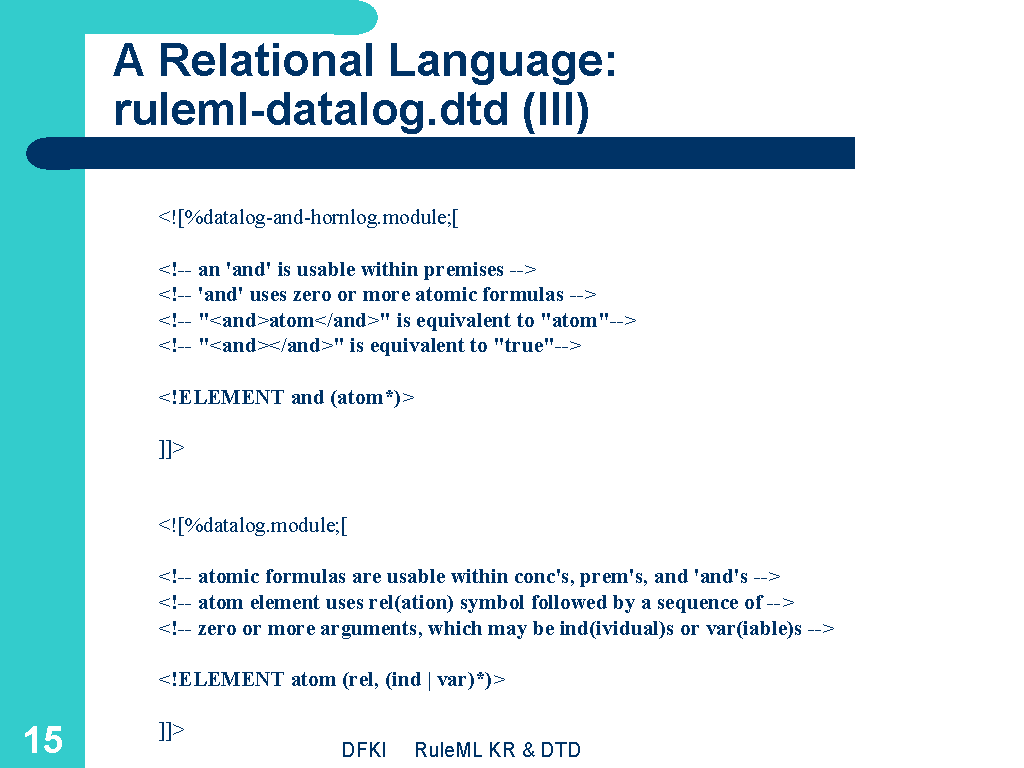 A Relational Language:
ruleml-datalog.dtd (III)
<![%datalog-and-hornlog.module;[
<!-- an 'and' is usable within premises -->
<!-- 'and' uses zero or more atomic formulas -->
<!-- "<and>atom</and>" is equivalent to "atom"-->
<!-- "<and></and>" is equivalent to "true"-->
<!ELEMENT and (atom*)>
]]>
<![%datalog.module;[
<!-- atomic formulas are usable within conc's, prem's, and 'and's -->
<!-- atom element uses rel(ation) symbol followed by a sequence of -->
<!-- zero or more arguments, which may be ind(ividual)s or var(iable)s -->
<!ELEMENT atom (rel, (ind | var)*)>
]]>
15
DFKI RuleML KR & DTD